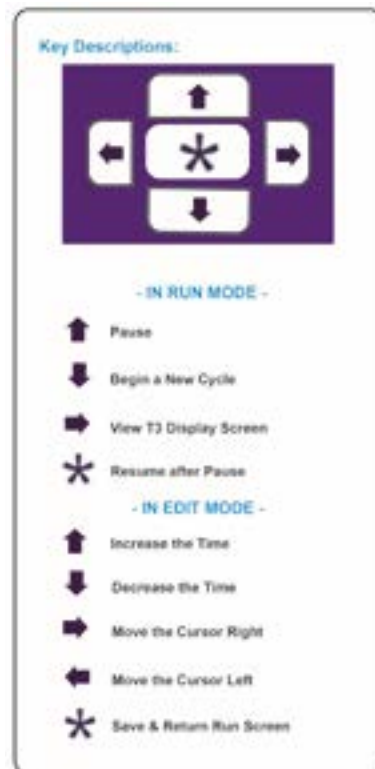 Key Descriptions:
- IN RUN MODE -
Pause
Begin a New Cycle
View T3 Display Screen
Resume after Pause
- IN EDIT MODE -
Increase the Time
Decrease the Time
Move the Cursor Right
Move the Cursor Left
Save & Return Run Screen